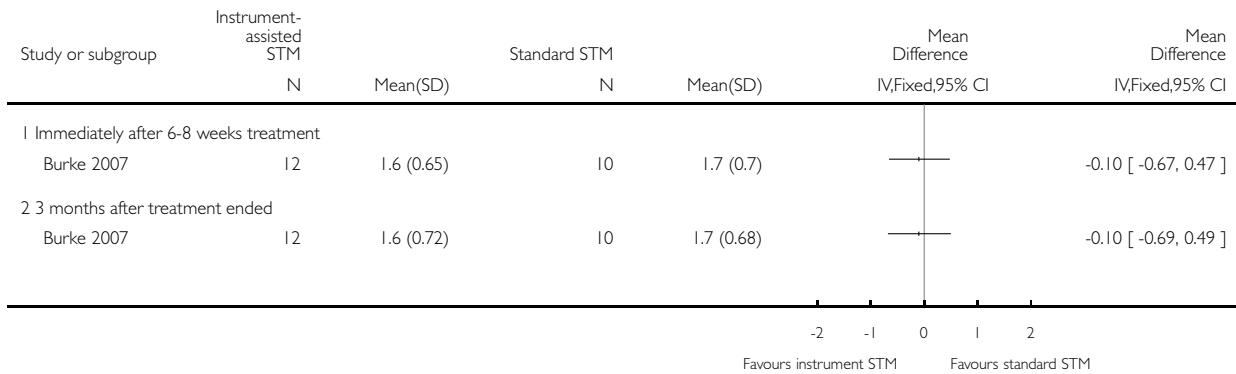 Study or subgroup Instrument-assisted STM Standard STM Mean Difference Mean Difference
N Mean(SD) N Mean(SD) IV,Fixed,95% CI IV,Fixed,95% CI
1 Immediately after 6-8 weeks treatment
Burke 2007 12 1.6 (0.65) 10 1.7 (0.7) -0.10 [ -0.67, 0.47 ]
2 3 months after treatment ended
Burke 2007 12 1.6 (0.72) 10 1.7 (0.68) -0.10 [ -0.69, 0.49 ]
-2 -1 0 1 2
Favours instrument STM Favours standard STM